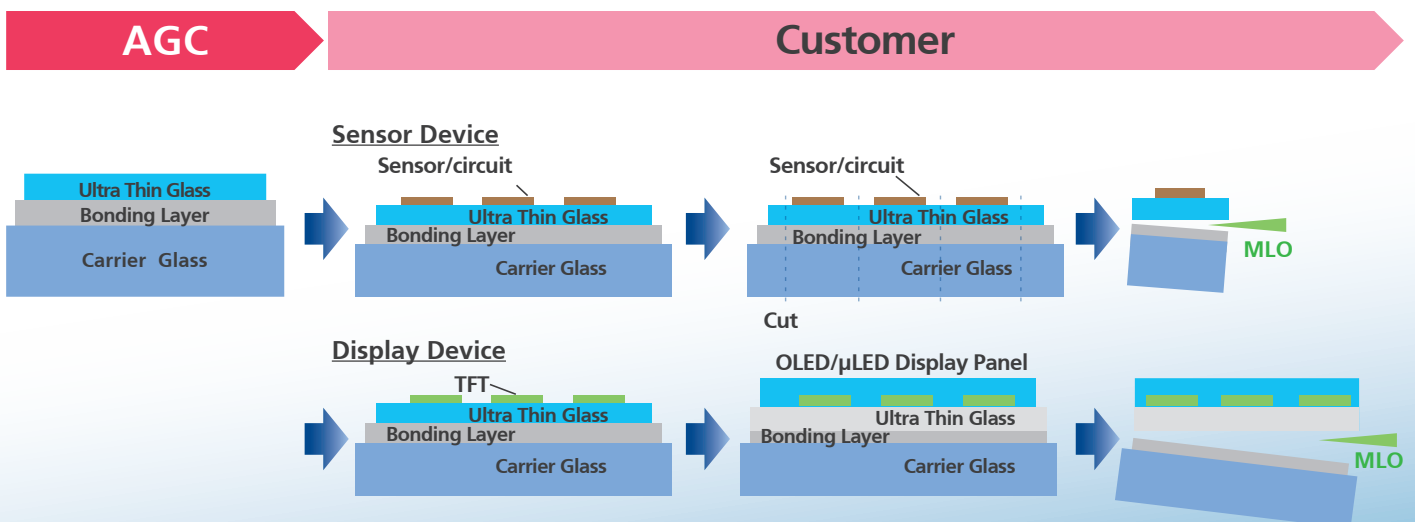 AGC
Customer
Ultra Thin Glass
Bonding Layer
Carrier Glass
Sensor Device
Sensor/circuit
Ultra Thin Glass
Bonding Layer
Carrier Glass
Sensor/circuit
Ultra Thin Glass
Bonding Layer
Carrier Glass
Cut
MLO
Display Device
TFT
Ultra Thin Glass
Bonding Layer
Carrier Glass
OLED/µLED Display Panel
Ultra Thin Glass
Bonding Layer
Carrier Glass
MLO